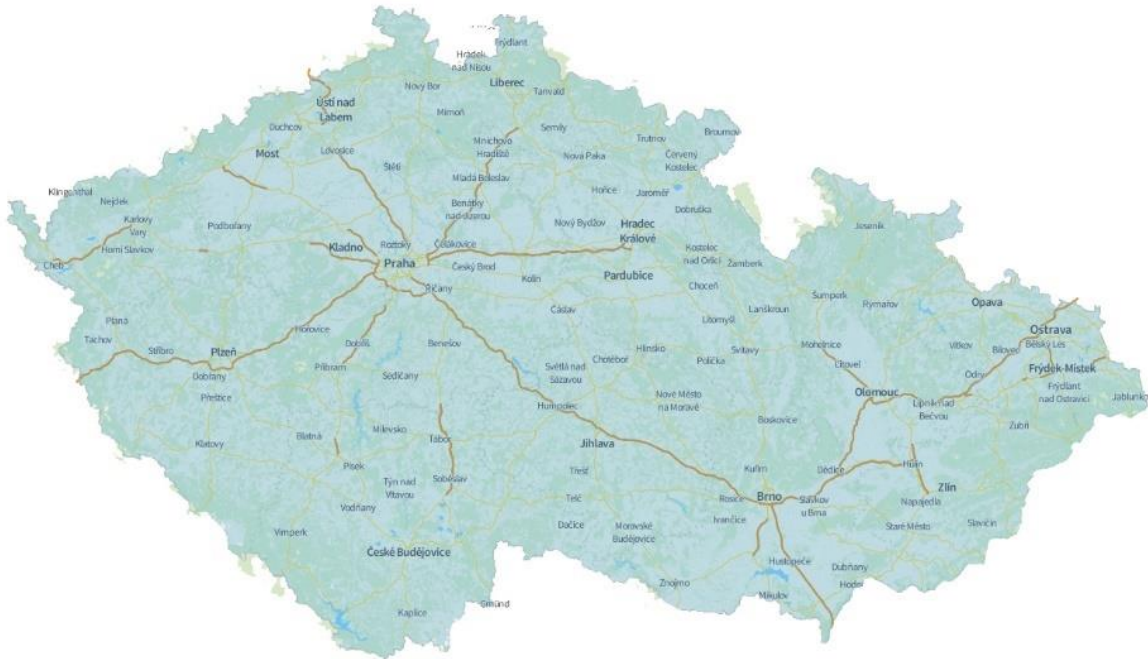 Frýdlant
Hrádek
nad Nisou
Liberec
Nový Bor
Tanvald
Ústí nad
Labem
Mimoň
Duchcov
Semily
Trutnov
Broumov
Most
Lovosice
Mnichovo
Hradiště
Štětí
Nová Paka
Červený
Kostelec
Mladá Boleslav
Klingenthal
Nejdek
Hořice
Jaroměř
Benátky
nad Jizerou
Dobruška
Karlovy
Vary
Podbořany
Nový Bydžov
Hradec
Králové
Jeseník
Horní Slavkov
Kladno
Roztoky
Čelákovice
Kostelec
nad Orlicí
Žamberk
Cheb
Praha
Český Brod
Kolín
Pardubice
Říčany
Choceň
Šumperk
Rýmařov
Opava
Planá
Čáslav
Lanškroun
Litomyšl
Hořovice
Ostrava
Tachov
Stříbro
Plzeň
Dobříš
Benešov
Hlinsko
Svitavy
Mohelnice
Vítkov
Bílovec
Bělský Les
Chotěboř
Polička
Příbram
Světlá nad
Sázavou
Litovel
Odry
Frýdek-Místek
Dobřany
Sedlčany
Přeštice
Nové Město
na Moravě
Olomouc
Lipník nad
Bečvou
Frýdlant
nad Ostravicí
Jablunkov
Humpolec
Boskovice
Zubří
Blatná
Milevsko
Tábor
Jihlava
Klatovy
Písek
Třešť
Kuřim
Dědice
Hulín
Týn nad
Vltavou
Soběslav
Telč
Rosice
Brno
Slavkov
u Brna
Zlín
Napajedla
Vodňany
Ivančice
Vimperk
Dačice
Moravské
Budějovice
Staré Město
Slavičín
České Budějovice
Hustopeče
Dubňany
Znojmo
Hodonín
Mikulov
Gmünd
Kaplice